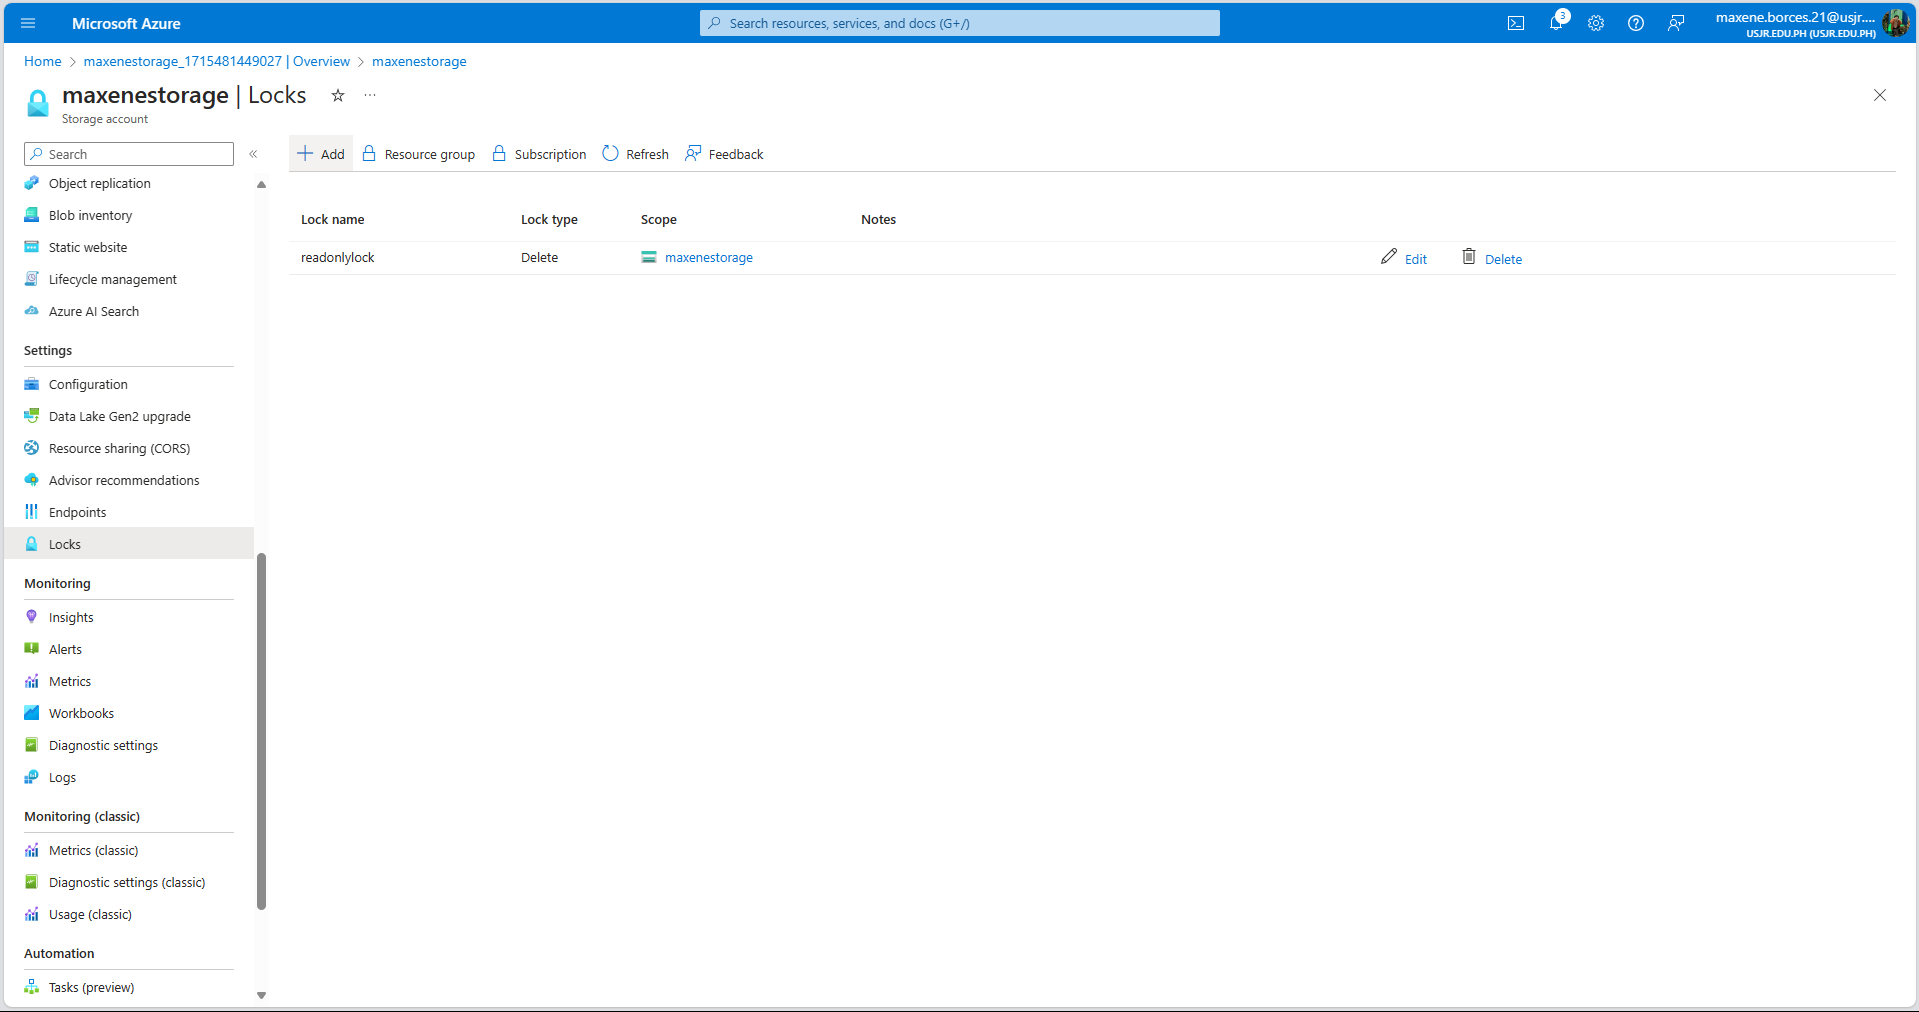 Microsoft Azure
Search resources, services, and docs (G+/)
3
maxene.borces.21@usjr....
USJR.EDU.PH (USJR.EDU.PH)
Home > maxenestorage_1715481449027 | Overview > maxenestorage
maxenestorage | Locks
Storage account
Search
Add
Resource group
Subscription
Refresh
Feedback
Object replication
Blob inventory
Static website
Lifecycle management
Azure AI Search
Settings
Configuration
Data Lake Gen2 upgrade
Resource sharing (CORS)
Advisor recommendations
Endpoints
Locks
Monitoring
Insights
Alerts
Metrics
Workbooks
Diagnostic settings
Logs
Monitoring (classic)
Metrics (classic)
Diagnostic settings (classic)
Usage (classic)
Automation
Tasks (preview)
Lock name Lock type Scope Notes
readonlylock Delete maxenestorage Edit Delete